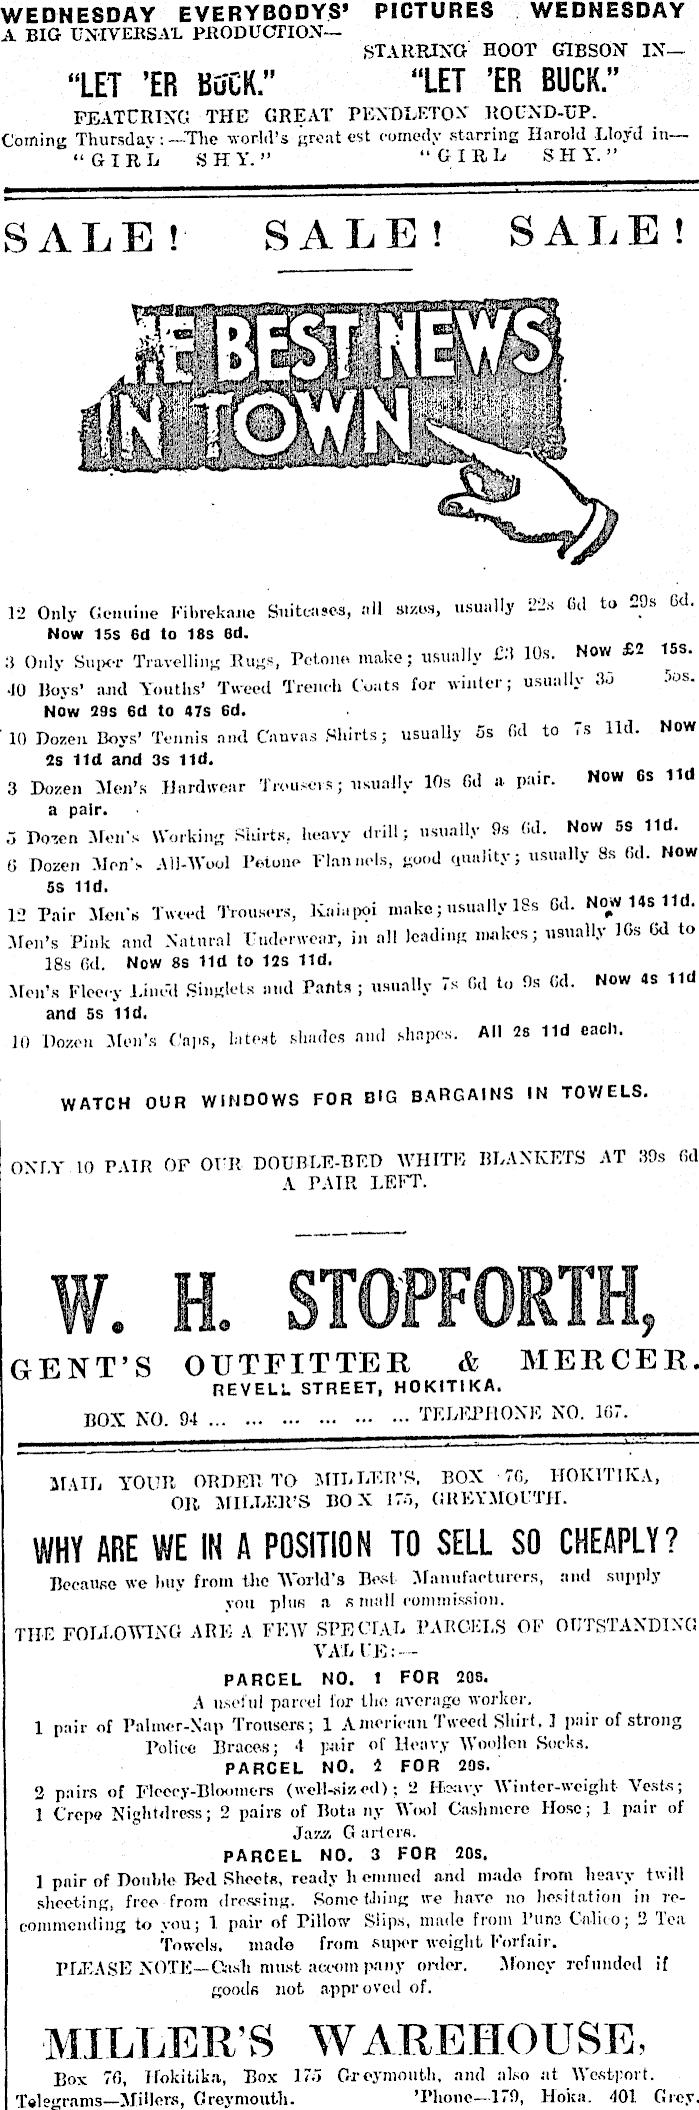 WEDNESDAY EVERYBODYS' PICTURES WEDNESDAY
A BIG UNIVERSAL PRODUCTION—
STARRING HOOT GIBSON IN—
"LET 'ER BUCK." "LET 'ER BUCK."
FEATURING THE GREAT PENDLETON ROUND-UP.
Coming Thursday:—The world's great est comedy starring Harold Lloyd in—
"GIRL SHY." "GIRL SHY."
SALE! SALE! SALE!
THE BEST NEWS
IN TOWN
12 Only Genuine Fibrekane Suitcases, all sizes, usually 22s 6d to 29s 6d.
Now 15s 6d to 18s 6d.
3 Only Super Travelling Rugs, Petone make; usually £3 10s. Now £2 15s.
40 Boys' and Youths' Tweed Trench Coats for winter; usually 35
Now 29s 6d to 47s 6d.
10 Dozen Boys' Tennis and Canvas Shirts; usually 5s 6d to 7s 11d. Now
2s 11d and 3s 11d.
3 Dozen Men's Hardwear Trousers; usually 10s 6d a pair. Now 6s 11d
a pair.
5 Dozen Men's Working Shirts, heavy drill; usually 9s 6d. Now 5s 11d.
6 Dozen Men's All-Wool Petone Flannels, good quality; usually 8s 6d. Now
5s 11d.
12 Pair Men's Tweed Trousers, Kaiapoi make; usually 18s 6d. Now 14s 11d.
Men's Pink and Natural Underwear, in all leading makes; usually 16s 6d to
18s 6d. Now 8s 11d to 12s 11d.
Men's Fleecy Lined Singlets and Pants; usually 7s 6d to 9s 6d. Now 4s 11d
and 5s 11d.
10 Dozen Men's Caps, latest shades and shapes. All 2s 11d each.
WATCH OUR WINDOWS FOR BIG BARGAINS IN TOWELS.
ONLY 10 PAIR OF OUR DOUBLE-BED WHITE BLANKETS AT 39s 6d
A PAIR LEFT.
W. H. STOPFORTH,
GENT'S OUTFITTER & MERCER.
REVELL STREET, HOKITIKA.
BOX NO. 94 ... ... ... ... ... ... TELEPHONE NO. 167.
MAIL YOUR ORDER TO MILLER'S, BOX 76, HOKITIKA,
OR MILLER'S BOX 175, GREYMOUTH.
WHY ARE WE IN A POSITION TO SELL SO CHEAPLY?
Because we buy from the World's Best Manufacturers, and supply
you plus a small commission.
THE FOLLOWING ARE A FEW SPECIAL PARCELS OF OUTSTANDING
VALUE:—
PARCEL NO. 1 FOR 20s.
A useful parcel for the average worker.
1 pair of Palmer-Nap Trousers; 1 American Tweed Shirt, 1 pair of strong
Police Braces; 4 pair of Heavy Woollen Socks.
PARCEL NO. 2 FOR 20s.
2 pairs of Fleecy-Bloomers (well-sized); 2 Heavy Winter-weight Vests;
1 Crepe Nightdress; 2 pairs of Bota ny Wool Cashmere Hose; 1 pair of
Jazz Garters.
PARCEL NO. 3 FOR 20s.
1 pair of Double Bed Sheets, ready hemmed and made from heavy twill
sheeting, free from dressing. Something we have no hesitation in re-
commending to you; 1 pair of Pillow Slips, made from Pure Calico; 2 Tea
Towels, made from super weight Forfair.
PLEASE NOTE—Cash must accompany order. Money refunded if
goods not approved of.
MILLER'S WAREHOUSE,
Box 76, Hokitika, Box 175 Greymouth, and also at Westport.
Telegrams—Millers, Greymouth. 'Phone—179, Hoka. 401 Grey.